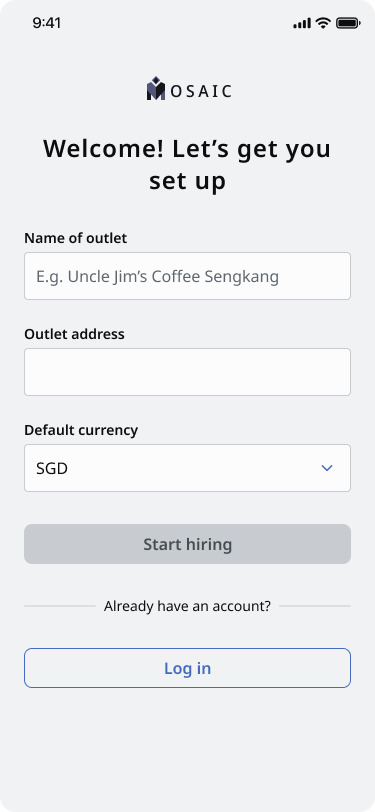 9:41
MOSAIC
Welcome! Let’s get you
set up
Name of outlet
E.g. Uncle Jim’s Coffee Sengkang
Outlet address
Default currency
SGD
Start hiring
Already have an account?
Log in